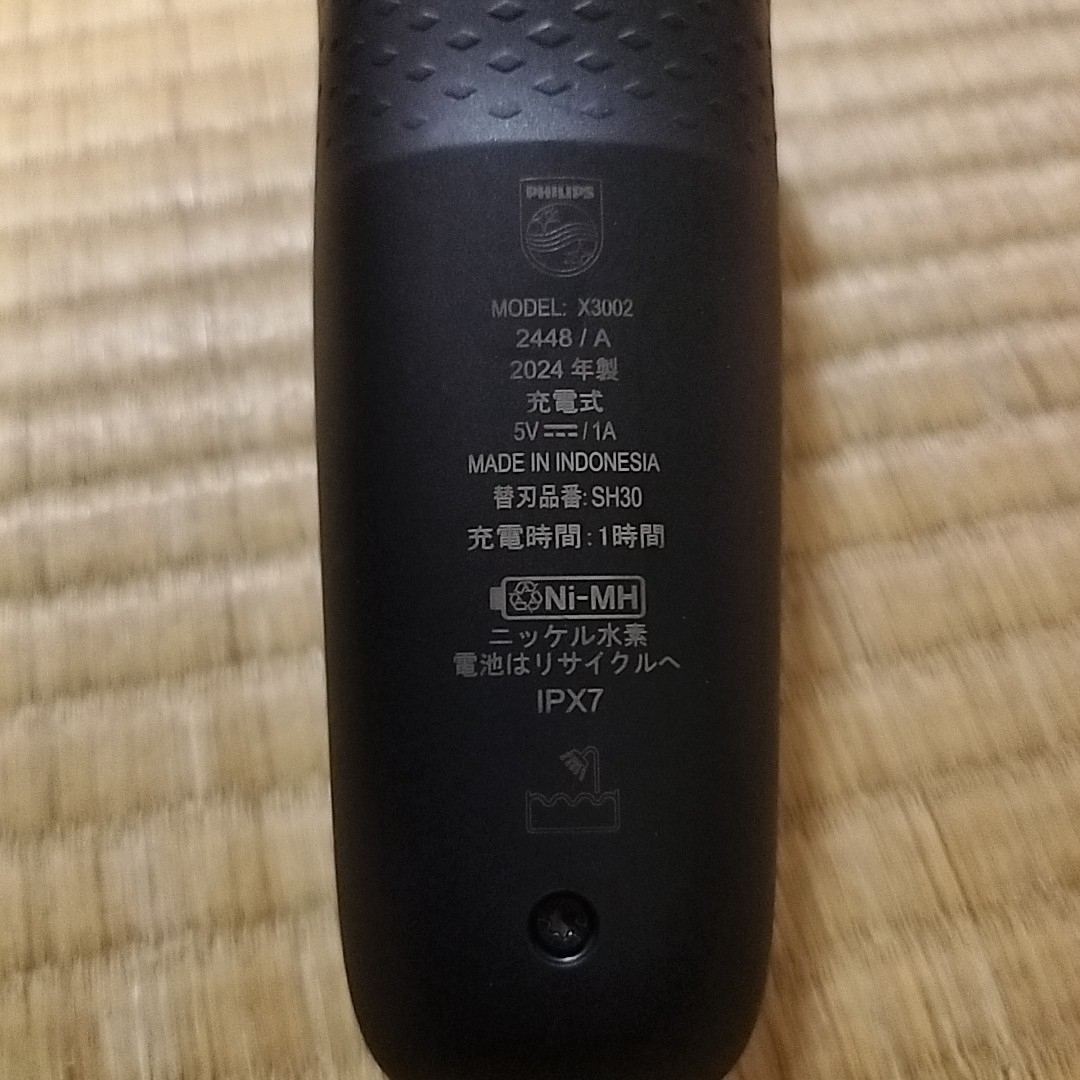 PHILIPS
MODEL: X3002
2448 / A
2024 年製
充電式
5V⎓/1A
MADE IN INDONESIA
替刃品番: SH30
充電時間:1時間
Ni-MH
ニッケル水素
電池はリサイクルへ
IPX7